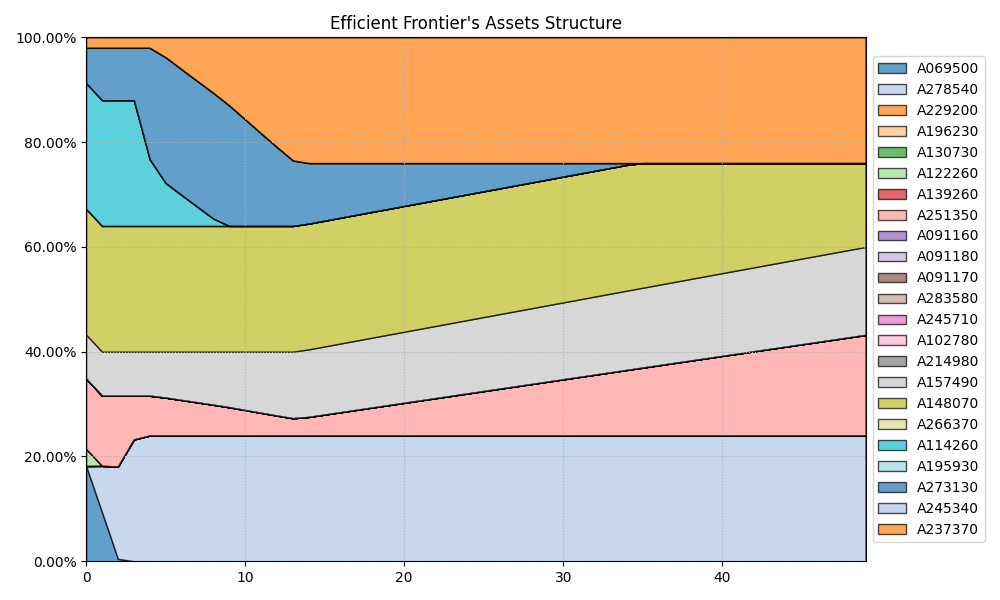 Efficient Frontier's Assets Structure
100.00%
80.00%
60.00%
40.00%
20.00%
0.00%
0
10
20
30
40
A069500
A278540
A229200
A196230
A130730
A122260
A139260
A251350
A091160
A091180
A091170
A283580
A245710
A102780
A214980
A157490
A148070
A266370
A114260
A195930
A273130
A245340
A237370